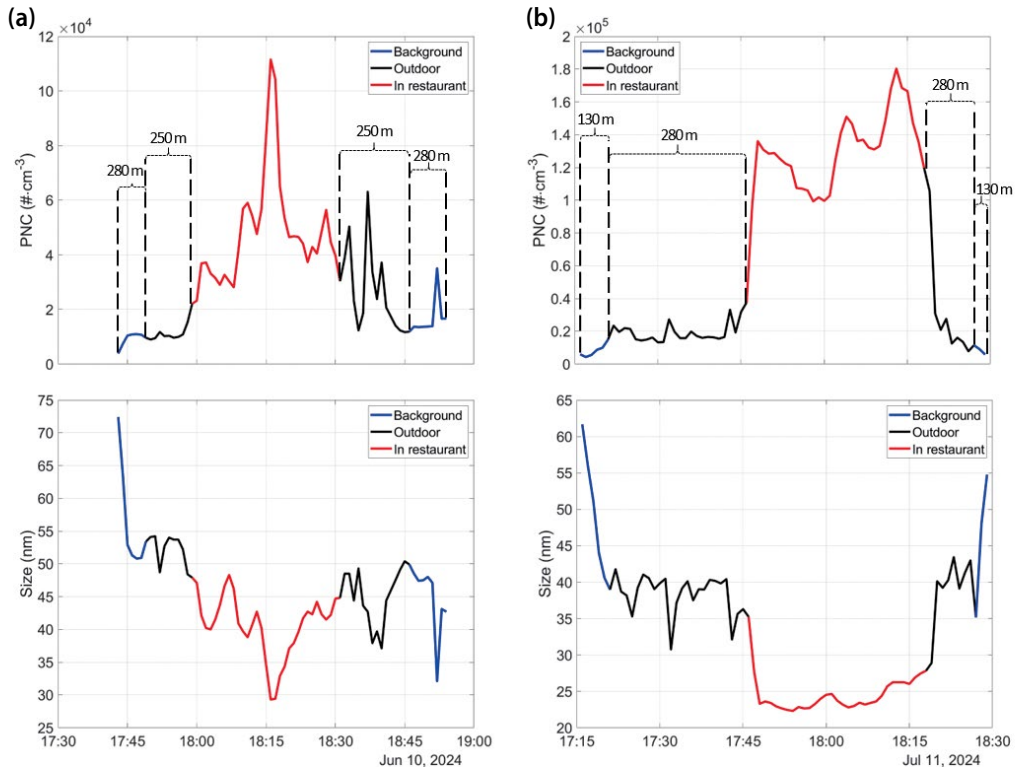 (a)
×10⁴
12
10
8
6
4
2
0
PNC (#·cm⁻³)
Background
Outdoor
In restaurant
280 m
250 m
250 m
280 m
(b)
×10⁵
2
1.8
1.6
1.4
1.2
1
0.8
0.6
0.4
0.2
0
PNC (#·cm⁻³)
Background
Outdoor
In restaurant
130 m
280 m
280 m
130 m
75
70
65
60
55
50
45
40
35
30
25
Size (nm)
Background
Outdoor
In restaurant
17:30 17:45 18:00 18:15 18:30 18:45 19:00
Jun 10, 2024
65
60
55
50
45
40
35
30
25
20
Size (nm)
Background
Outdoor
In restaurant
17:15 17:30 17:45 18:00 18:15 18:30
Jul 11, 2024